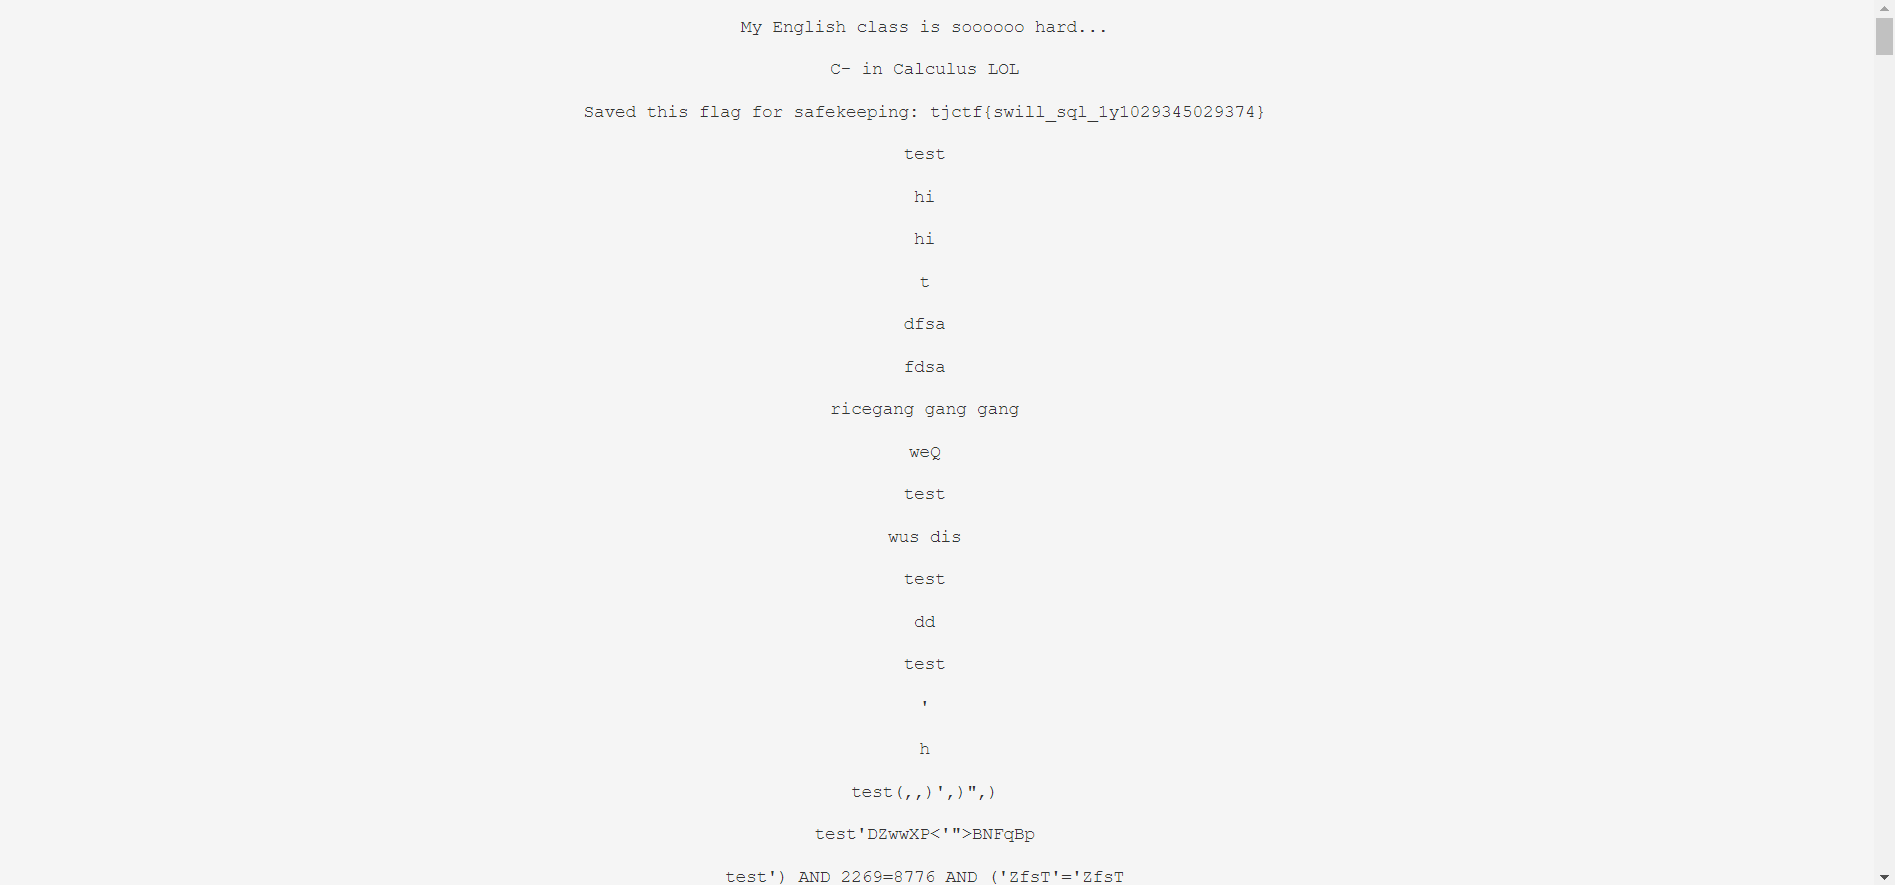 My English class is soooooo hard...
C- in Calculus LOL
Saved this flag for safekeeping: tjctf{swill_sql_1y1029345029374}
test
hi
hi
t
dfsa
fdsa
ricegang gang gang
weQ
test
wus dis
test
dd
test
'
h
test(,,)',)",)
test'DZwwXP<'">BNFqBp
test') AND 2269=8776 AND ('ZfsT'='ZfsT